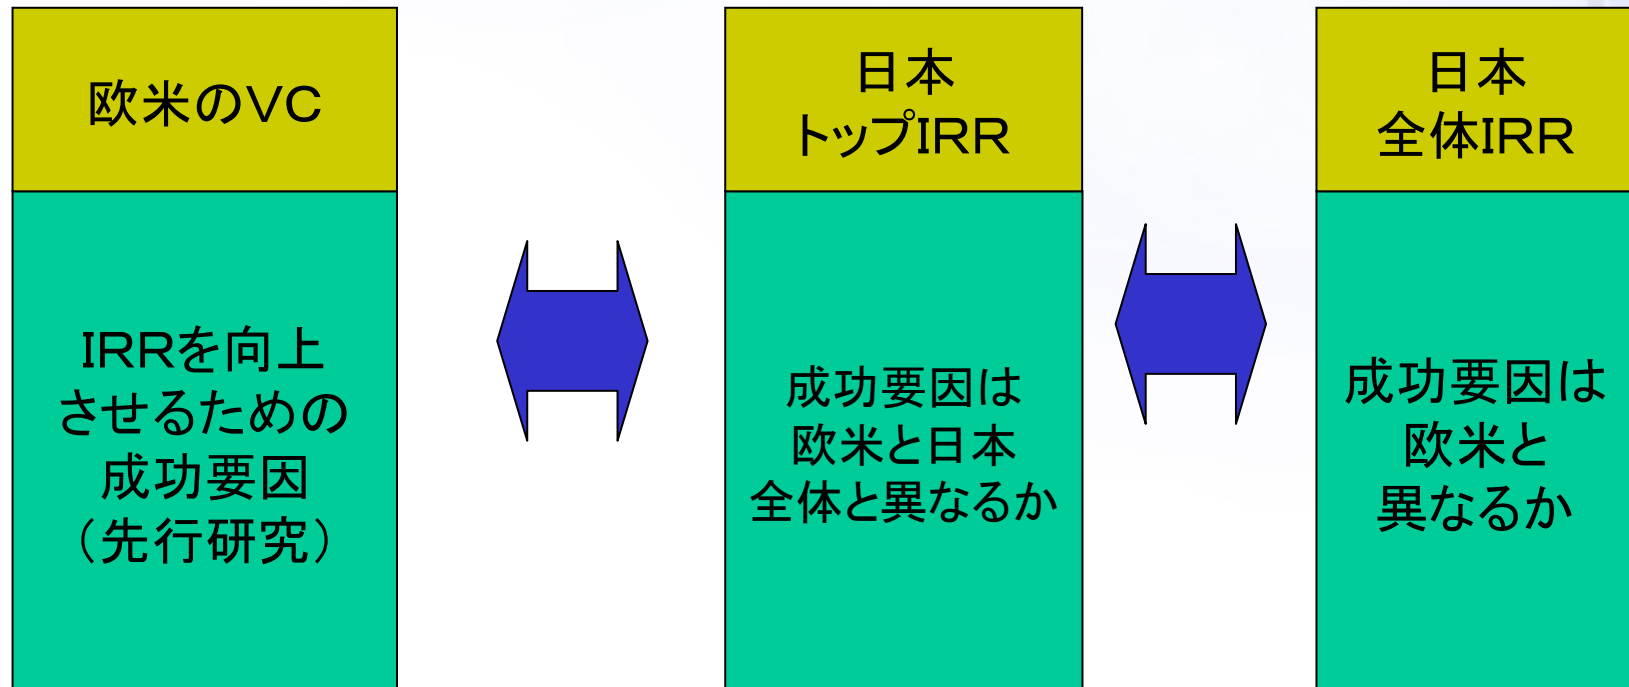 欧米のVC
IRRを向上
させるための
成功要因
（先行研究）
日本
トップIRR
成功要因は
欧米と日本
全体と異なるか
日本
全体IRR
成功要因は
欧米と
異なるか